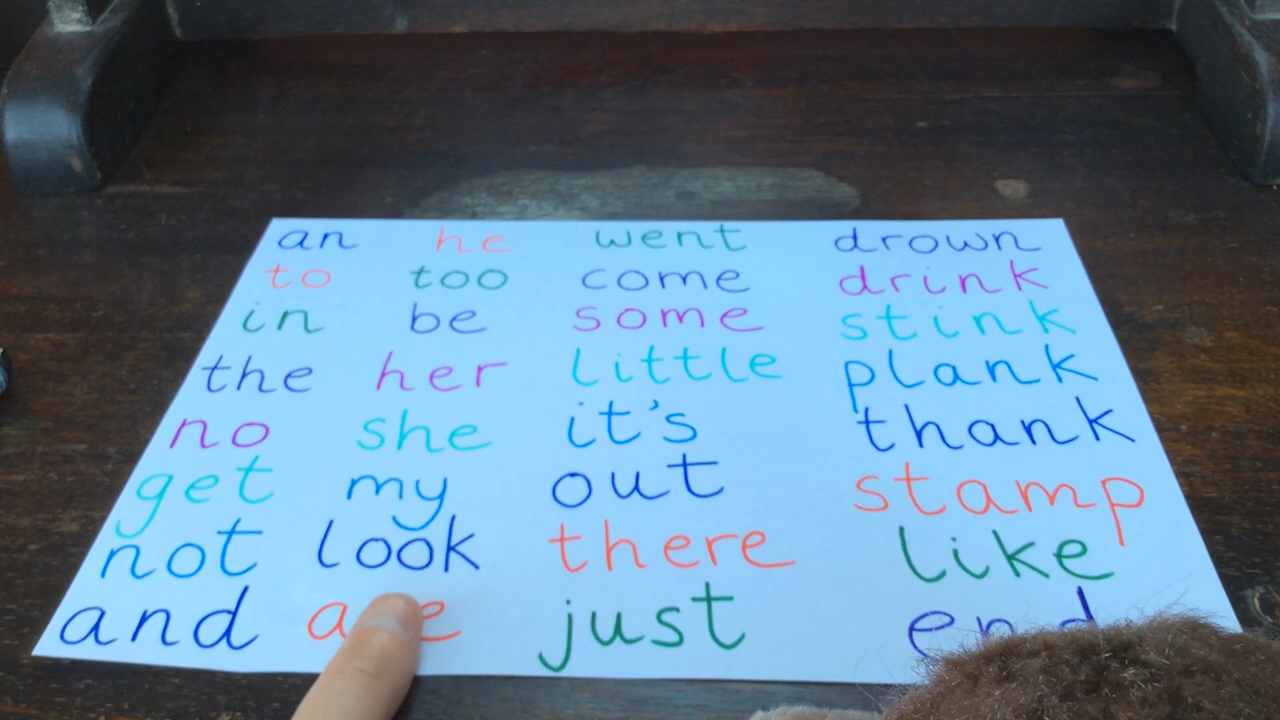 an he went drown
to too come drink
in be some stink
the her little plank
no she it's thank
get my out stamp
not look there like
and just end